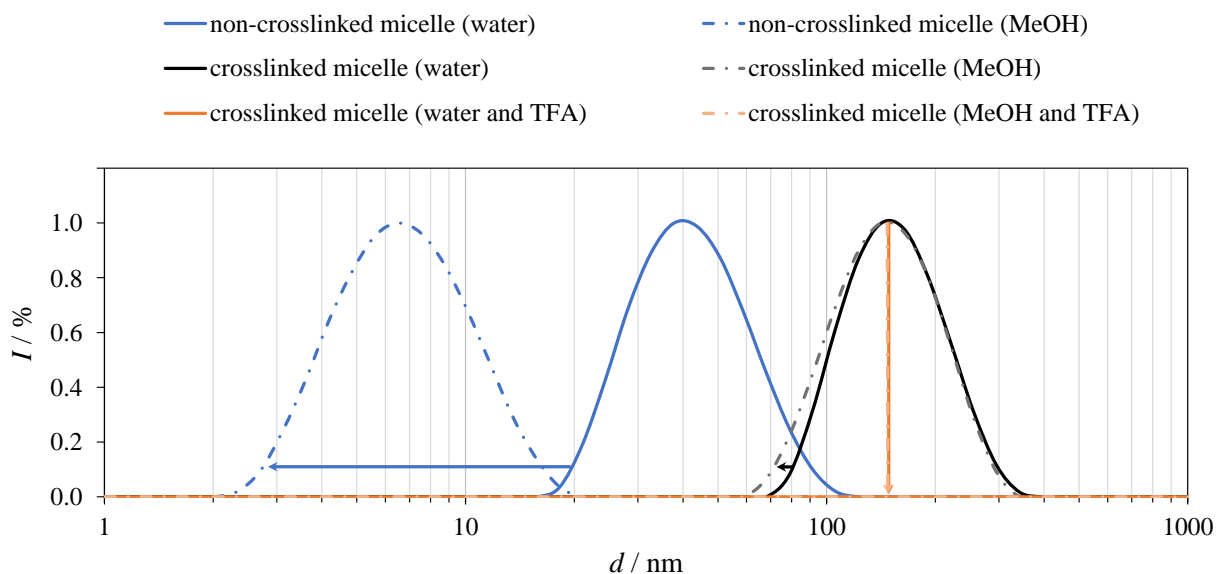 non-crosslinked micelle (water) non-crosslinked micelle (MeOH)
crosslinked micelle (water) crosslinked micelle (MeOH)
crosslinked micelle (water and TFA) crosslinked micelle (MeOH and TFA)
1.0
0.8
0.6
0.4
0.2
0.0
I / %
1 10 100 1000
d / nm